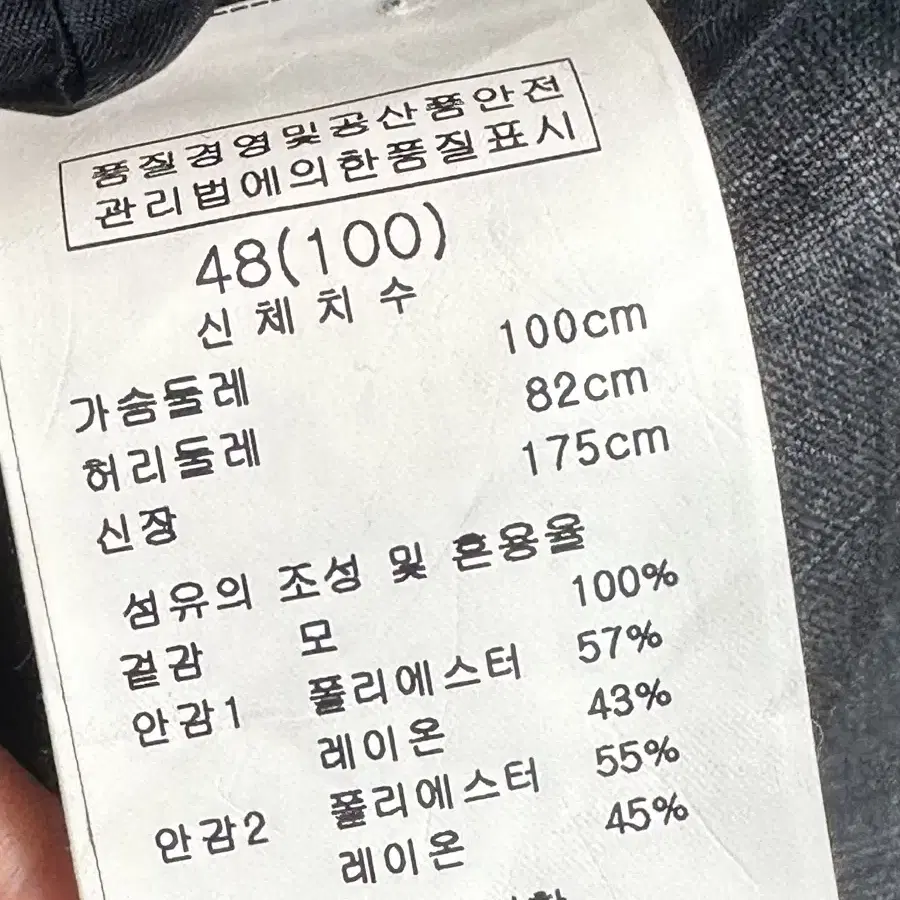 품질경영및공산품안전
관리법에의한품질표시
48(100)
신체치수
가슴둘레 100cm
허리둘레 82cm
신장 175cm
섬유의 조성 및 혼용율
겉감 모 100%
안감1 폴리에스터 57%
레이온 43%
안감2 폴리에스터 55%
레이온 45%